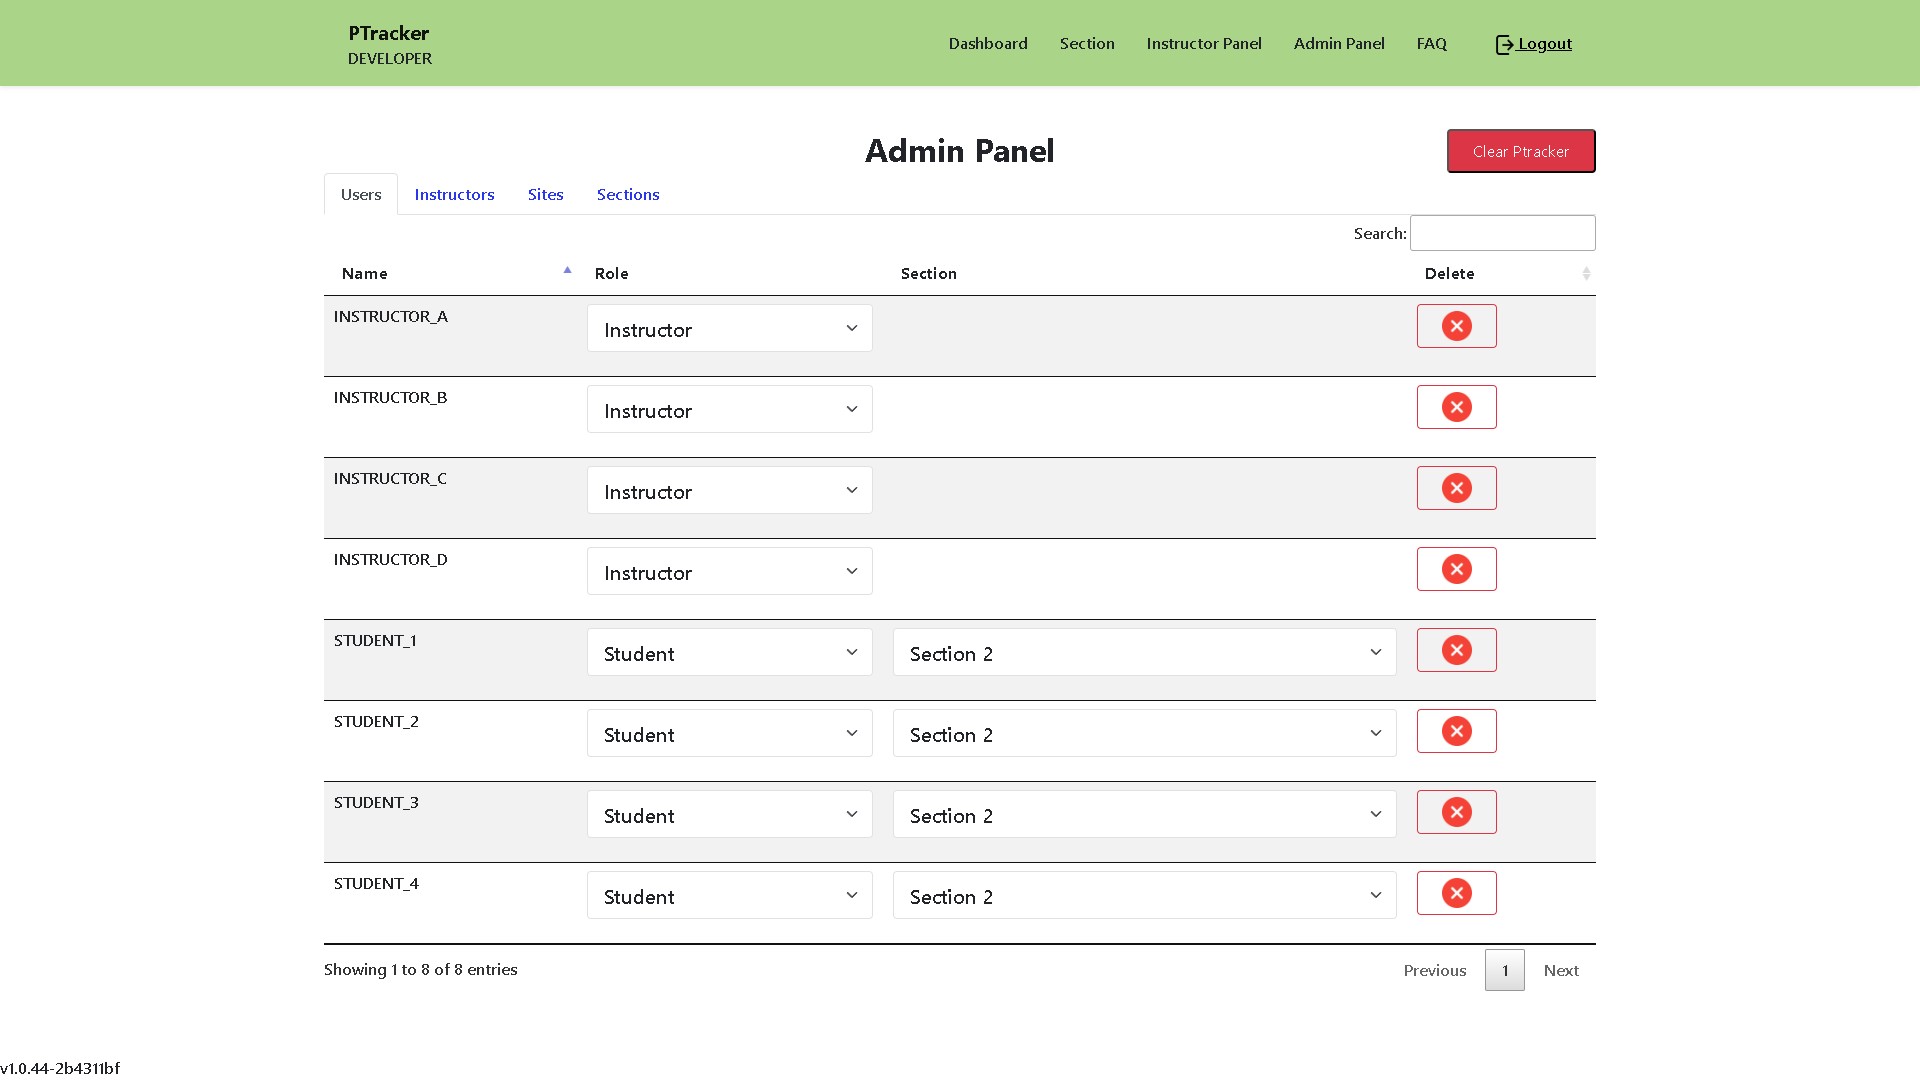 PTracker
DEVELOPER
Dashboard Section Instructor Panel Admin Panel FAQ Logout
Admin Panel
Clear Ptracker
Users Instructors Sites Sections
Search:
Name Role Section Delete
INSTRUCTOR_A Instructor
INSTRUCTOR_B Instructor
INSTRUCTOR_C Instructor
INSTRUCTOR_D Instructor
STUDENT_1 Student Section 2
STUDENT_2 Student Section 2
STUDENT_3 Student Section 2
STUDENT_4 Student Section 2
Showing 1 to 8 of 8 entries
Previous 1 Next
v1.0.44-2b4311bf